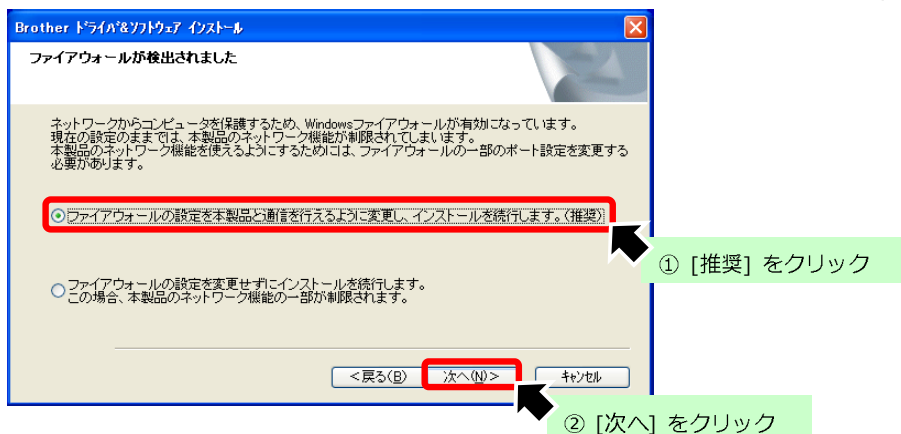 Brother ドライバ&ソフトウェア インストール
ファイアウォールが検出されました
ネットワークからコンピュータを保護するため、Windowsファイアウォールが有効になっています。
現在の設定のままでは、本製品のネットワーク機能が制限されてしまいます。
本製品のネットワーク機能を使えるようにするためには、ファイアウォールの一部のポート設定を変更する
必要があります。
ファイアウォールの設定を本製品と通信を行えるように変更し、インストールを続行します。(推奨)
① [推奨] をクリック
ファイアウォールの設定を変更せずにインストールを続行します。
この場合、本製品のネットワーク機能の一部が制限されます。
<戻る(B) 次へ(N)> キャンセル
② [次へ] をクリック